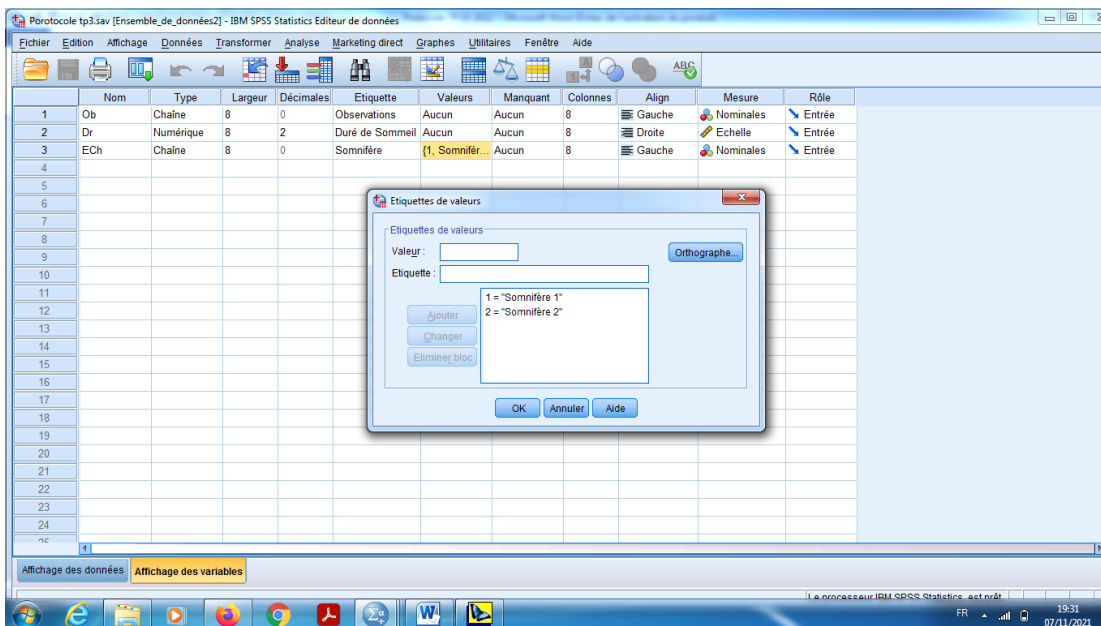 Porotocole tp3.sav [Ensemble_de_données2] - IBM SPSS Statistics Editeur de données
Fichier Edition Affichage Données Transformer Analyse Marketing direct Graphes Utilitaires Fenêtre Aide
Nom Type Largeur Décimales Etiquette Valeurs Manquant Colonnes Align Mesure Rôle
1 Ob Chaîne 8 0 Observations Aucun Aucun 8 Gauche Nominales Entrée
2 Dr Numérique 8 2 Duré de Sommeil Aucun Aucun 8 Droite Echelle Entrée
3 ECh Chaîne 8 0 Somnifère {1, Somnifèr... Aucun 8 Gauche Nominales Entrée
4
5
6
7
8
9
10
11
12
13
14
15
16
17
18
19
20
21
22
23
24
25
Etiquettes de valeurs
Etiquettes de valeurs
Valeur :
Orthographe...
Etiquette :
1 = "Somnifère 1"
2 = "Somnifère 2"
Ajouter
Changer
Eliminer bloc
OK Annuler Aide
Affichage des données Affichage des variables
Le processeur IBM SPSS Statistics est prêt
FR 19:31
07/11/2021